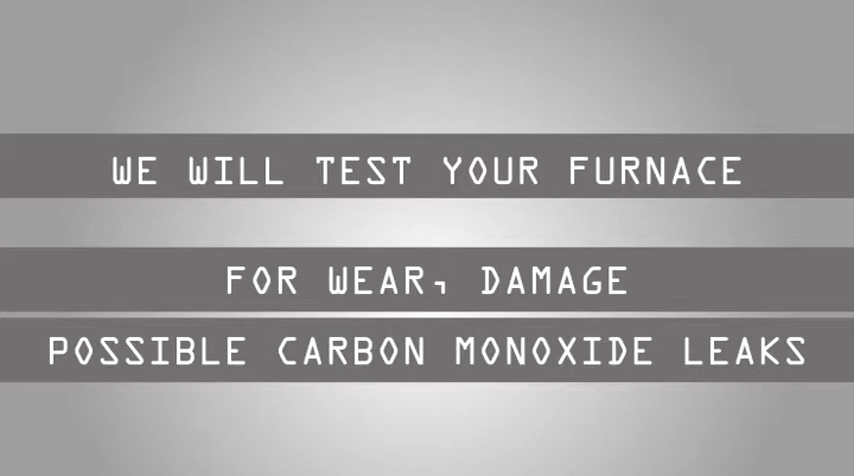 WE WILL TEST YOUR FURNACE
FOR WEAR, DAMAGE
POSSIBLE CARBON MONOXIDE LEAKS